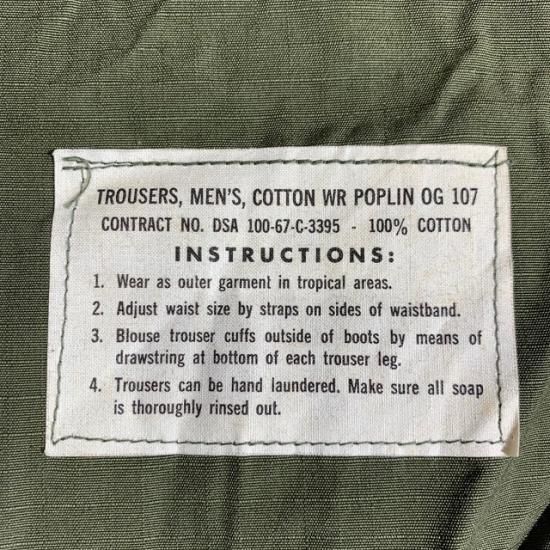 TROUSERS, MEN'S, COTTON WR POPLIN OG 107
CONTRACT NO. DSA 100-67-C-3395 - 100% COTTON
INSTRUCTIONS:
1. Wear as outer garment in tropical areas.
2. Adjust waist size by straps on sides of waistband.
3. Blouse trouser cuffs outside of boots by means of
drawstring at bottom of each trouser leg.
4. Trousers can be hand laundered. Make sure all soap
is thoroughly rinsed out.